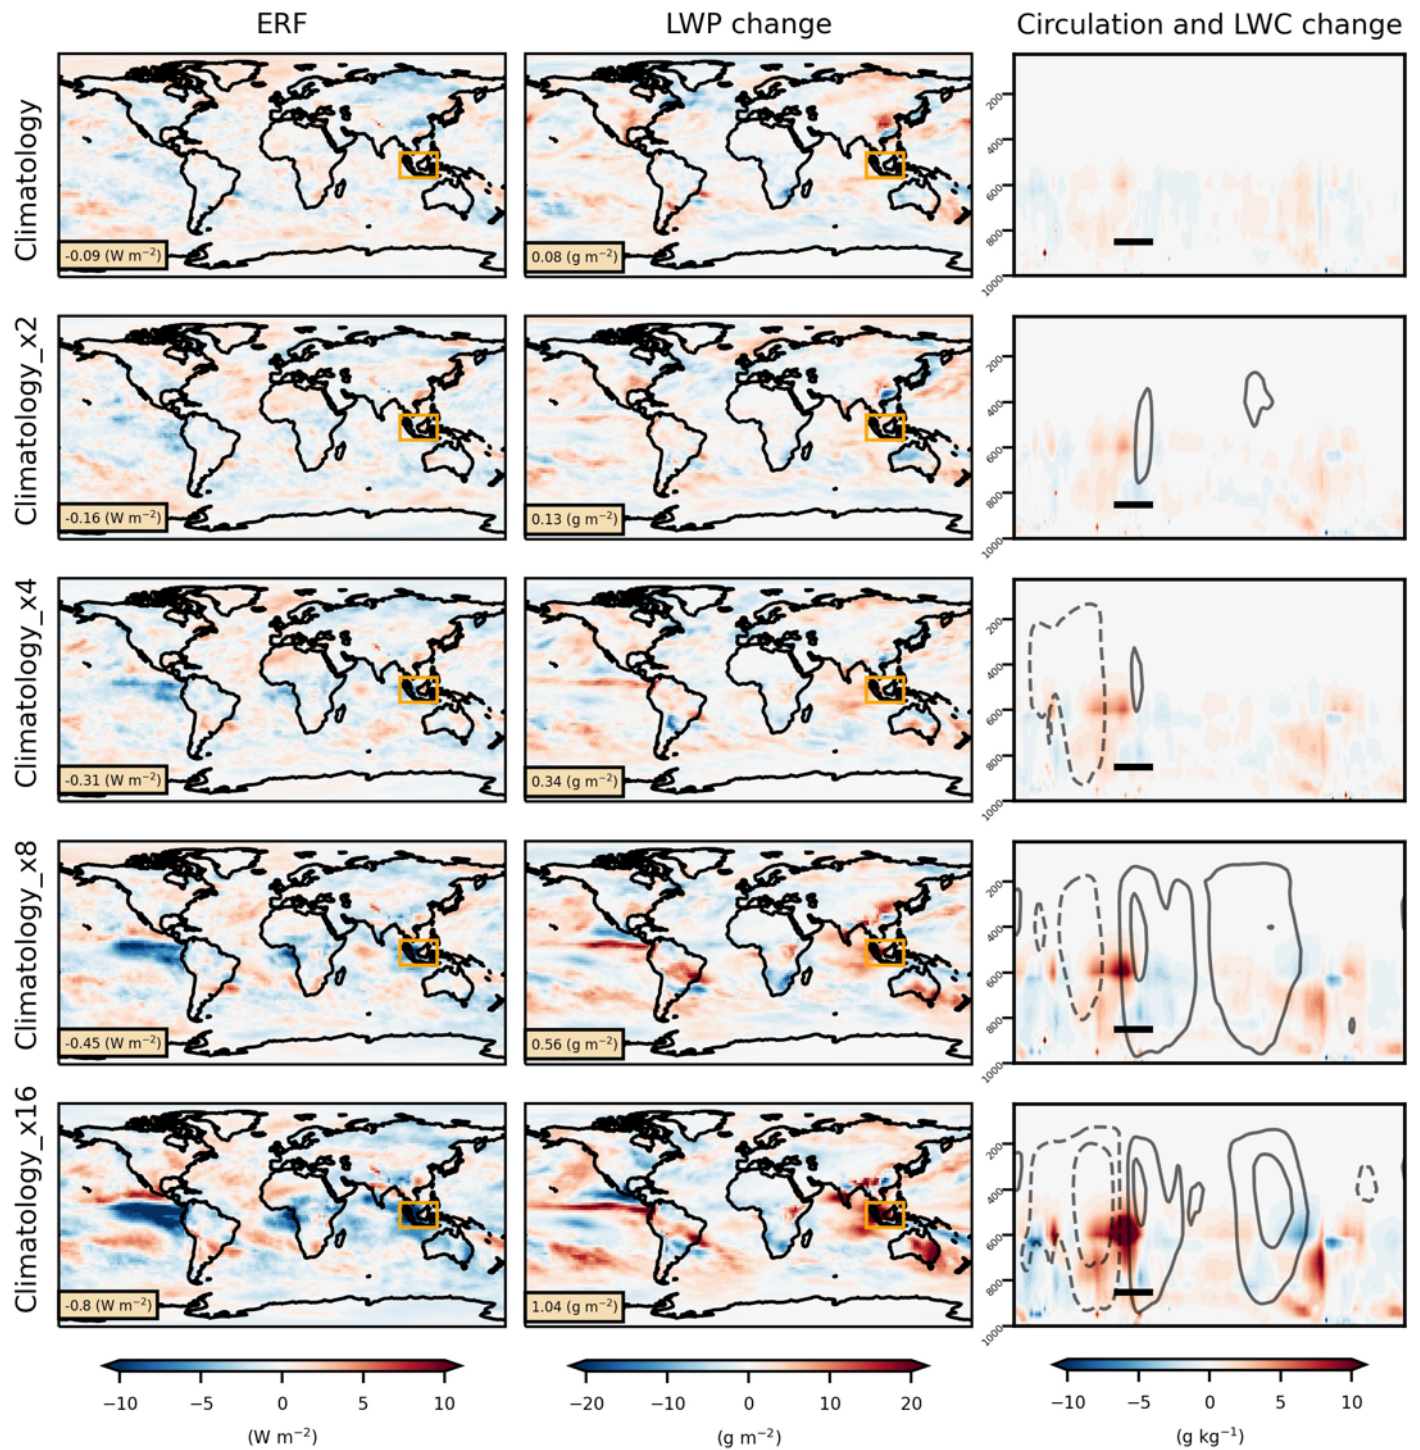 ERF
LWP change
Circulation and LWC change
Climatology
-0.09 (W m⁻²)
0.08 (g m⁻²)
200
400
600
800
1000
Climatology_x2
-0.16 (W m⁻²)
0.13 (g m⁻²)
200
400
600
800
1000
Climatology_x4
-0.31 (W m⁻²)
0.34 (g m⁻²)
200
400
600
800
1000
Climatology_x8
-0.45 (W m⁻²)
0.56 (g m⁻²)
200
400
600
800
1000
Climatology_x16
-0.8 (W m⁻²)
1.04 (g m⁻²)
200
400
600
800
1000
−10 −5 0 5 10
(W m⁻²)
−20 −10 0 10 20
(g m⁻²)
−10 −5 0 5 10
(g kg⁻¹)